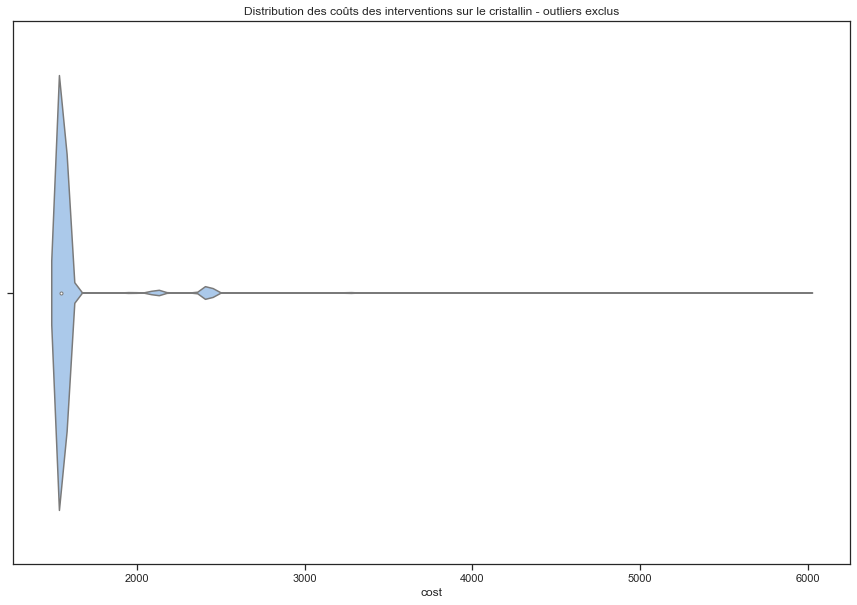 Distribution des coûts des interventions sur le cristallin - outliers exclus
2000 3000 4000 5000 6000
cost